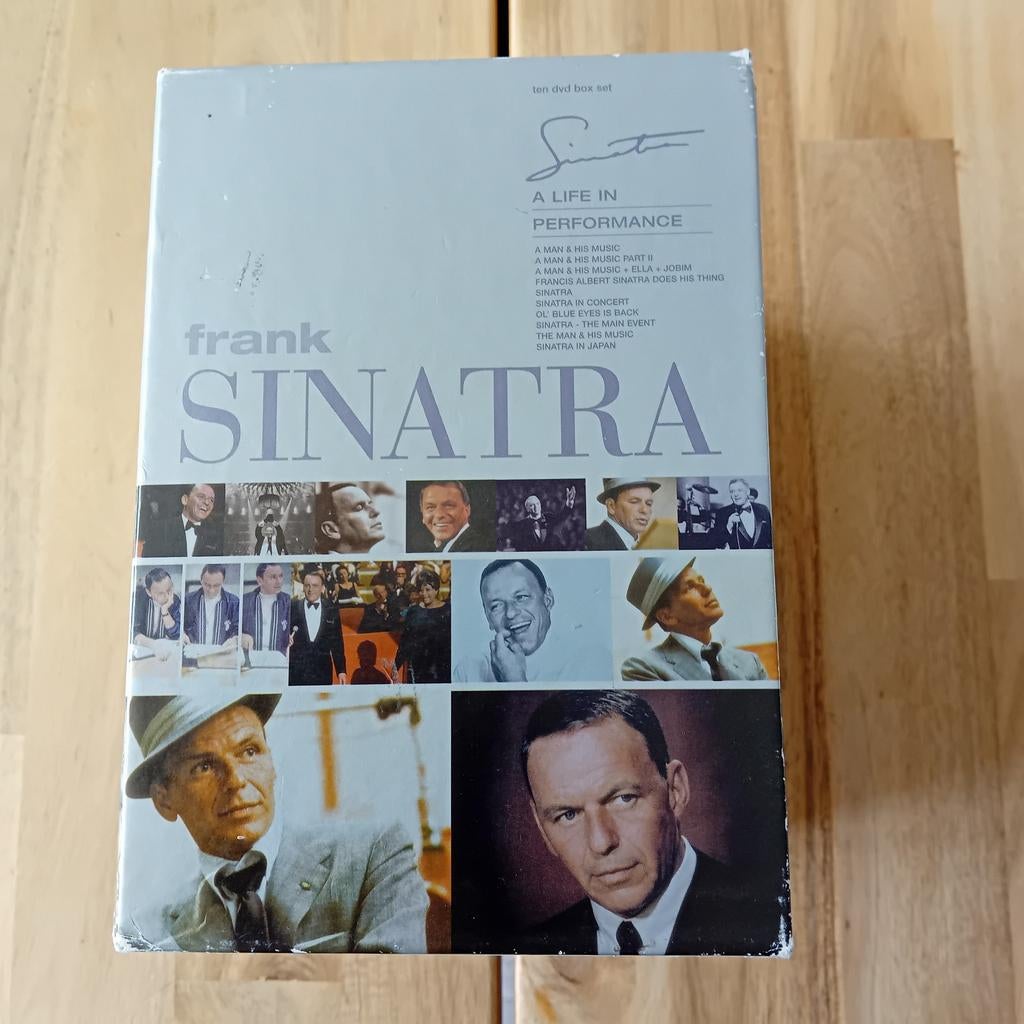 ten dvd box set
Sinatra
A LIFE IN
PERFORMANCE
A MAN & HIS MUSIC
A MAN & HIS MUSIC PART II
A MAN & HIS MUSIC + ELLA + JOBIM
FRANCIS ALBERT SINATRA DOES HIS THING
SINATRA
SINATRA IN CONCERT
OL' BLUE EYES IS BACK
SINATRA - THE MAIN EVENT
THE MAN & HIS MUSIC
SINATRA IN JAPAN
frank
SINATRA